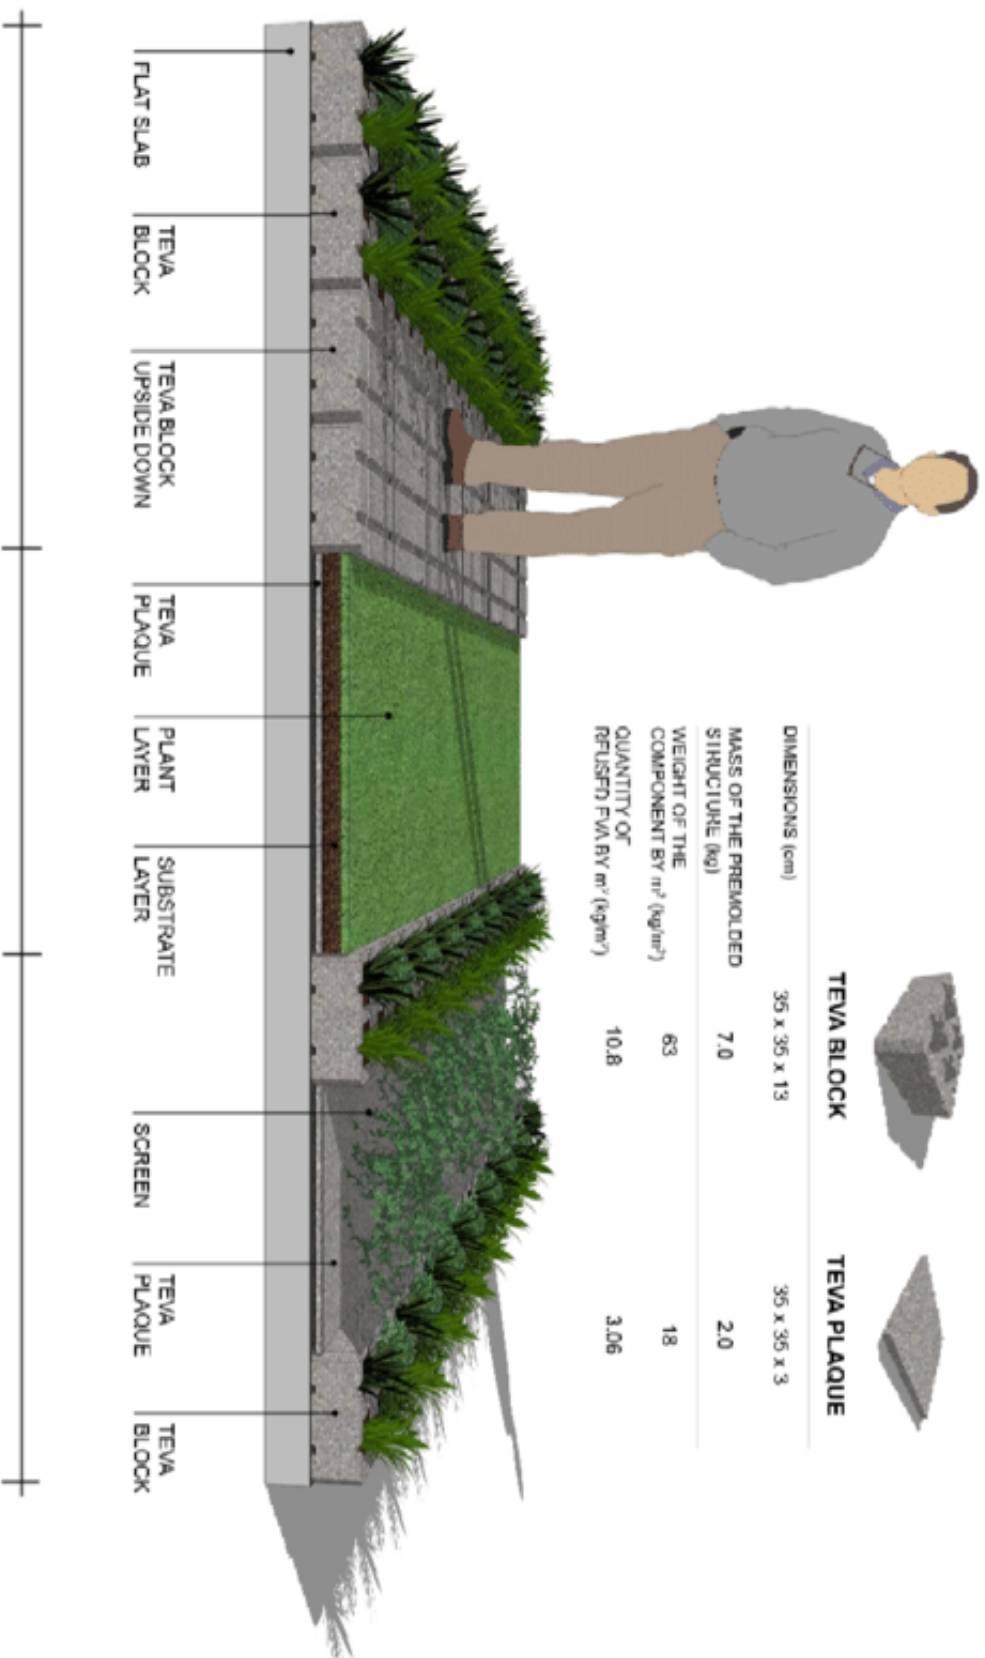 TEVA BLOCK
TEVA PLAQUE
DIMENSIONS (cm)
35 x 35 x 13
35 x 35 x 3
MASS OF THE PREMOLDED
STRUCTURE (kg)
7.0
2.0
WEIGHT OF THE
COMPONENT BY m² (kg/m²)
63
18
QUANTITY OF
REUSED EVA BY m² (kg/m²)
10.8
3.06
FLAT SLAB
TEVA
BLOCK
TEVA BLOCK
UPSIDE DOWN
TEVA
PLAQUE
PLANT
LAYER
SUBSTRATE
LAYER
SCREEN
TEVA
PLAQUE
TEVA
BLOCK